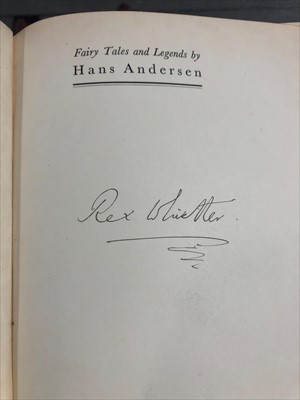 Fairy Tales and Legends by
Hans Andersen
Rex Whistler